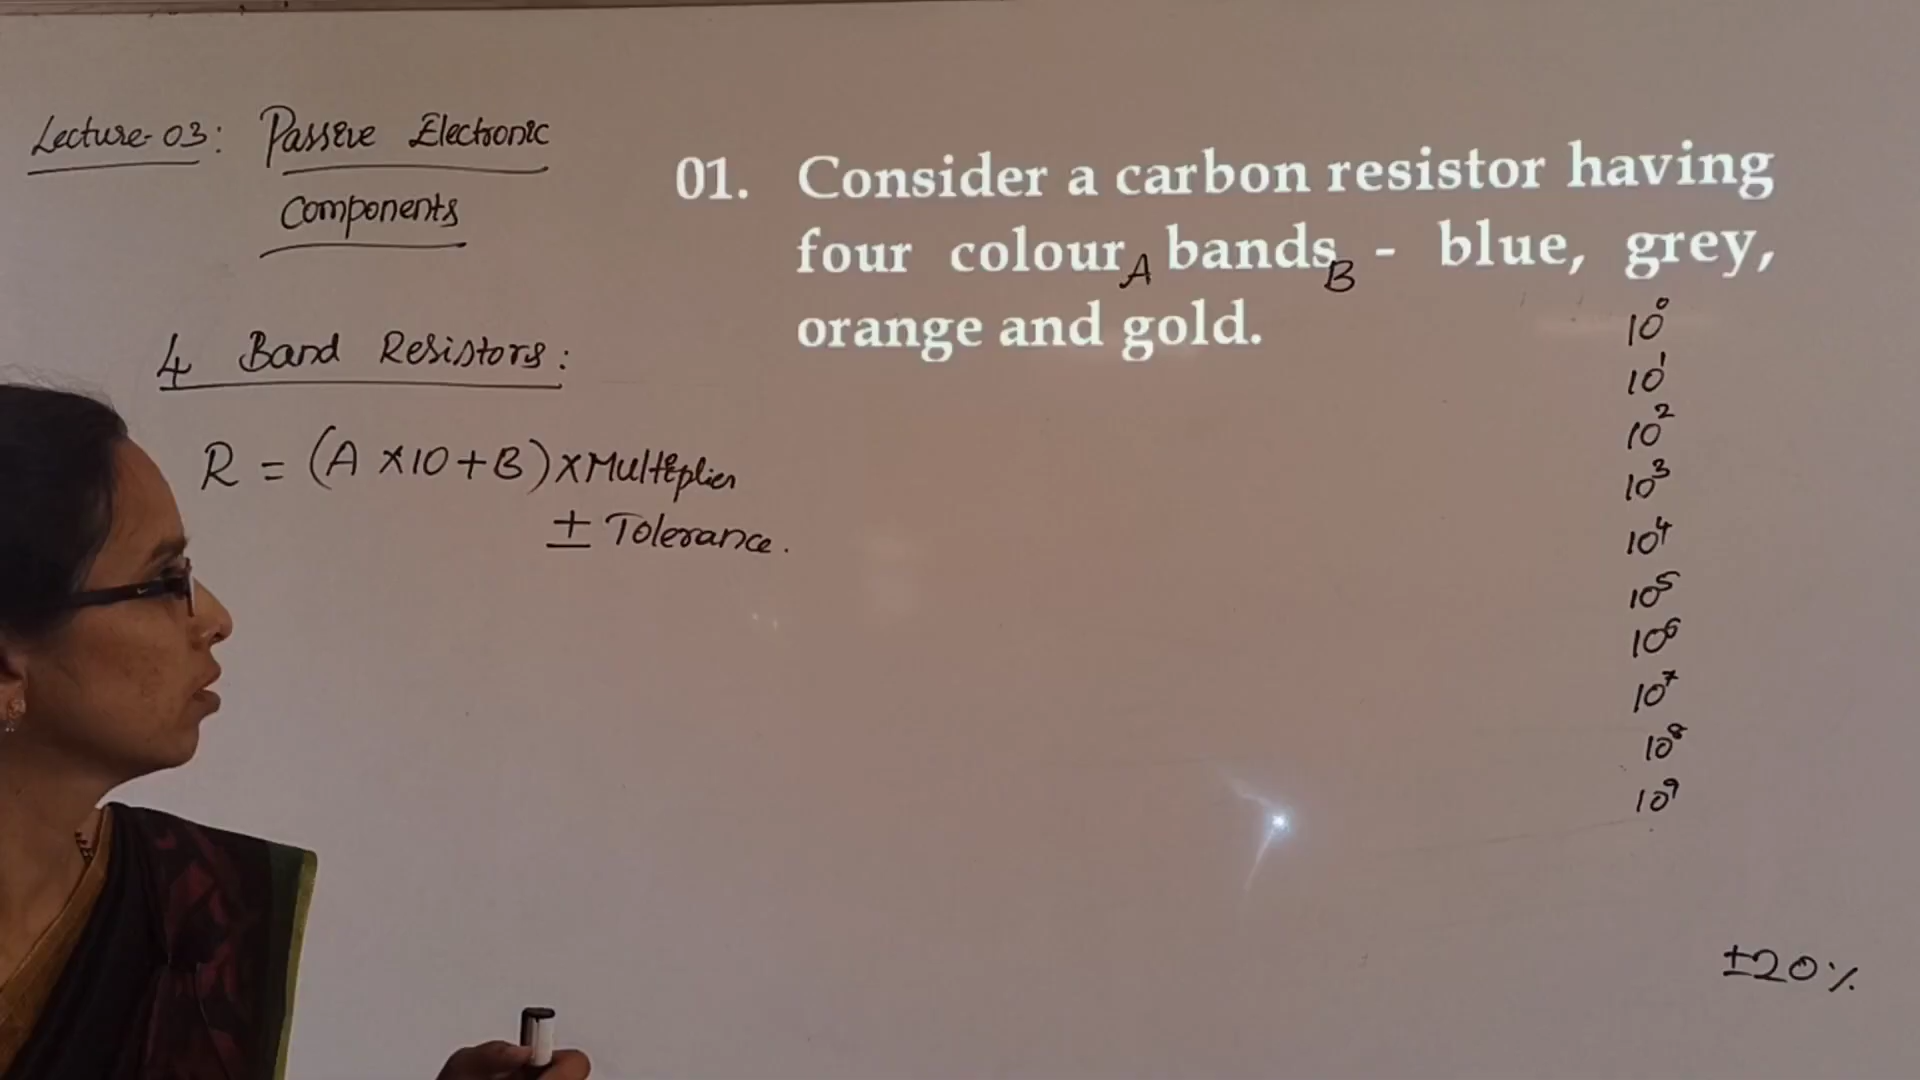 Lecture-03: Passive Electronic
Components
4 Band Resistors:
R = (A ×10+B)×Multiplier
± Tolerance.
01. Consider a carbon resistor having
four colour bands - blue, grey,
orange and gold.
A
B
10⁰
10¹
10²
10³
10⁴
10⁵
10⁶
10⁷
10⁸
10⁹
±20%